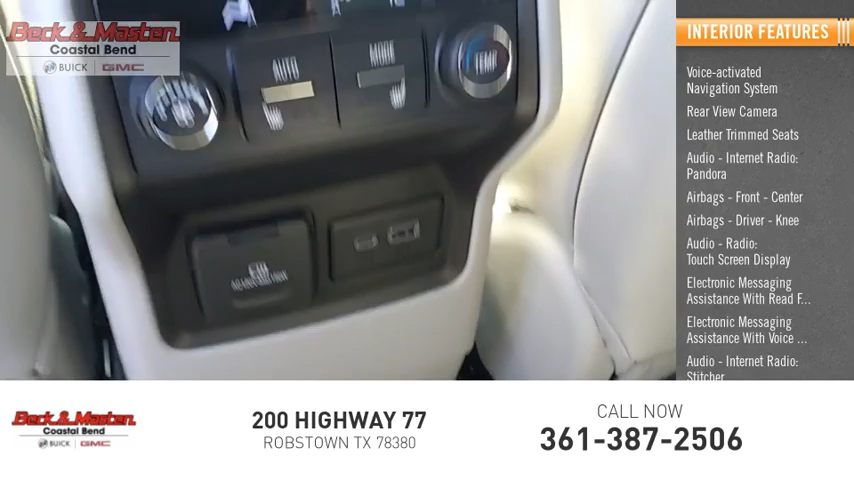 Beck & Masten
Coastal Bend
BUICK | GMC
AUTO
MODE
TEMP
INTERIOR FEATURES
Voice-activated
Navigation System
Rear View Camera
Leather Trimmed Seats
Audio - Internet Radio:
Pandora
Airbags - Front - Center
Airbags - Driver - Knee
Audio - Radio:
Touch Screen Display
Electronic Messaging
Assistance With Read F...
Electronic Messaging
Assistance With Voice ...
Audio - Internet Radio:
Stitcher
Beck & Masten
Coastal Bend
BUICK | GMC
200 HIGHWAY 77
ROBSTOWN TX 78380
CALL NOW
361-387-2506